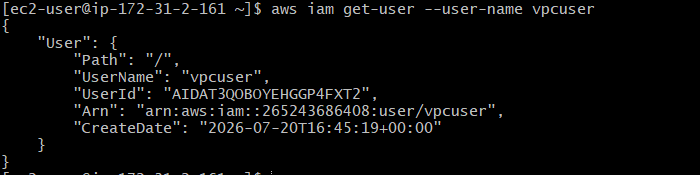 [ec2-user@ip-172-31-2-161 ~]$ aws iam get-user --user-name vpcuser
{
    "User": {
        "Path": "/",
        "UserName": "vpcuser",
        "UserId": "AIDAT3QOBOYEHGGP4FXT2",
        "Arn": "arn:aws:iam::265243686408:user/vpcuser",
        "CreateDate": "2026-07-20T16:45:19+00:00"
    }
}